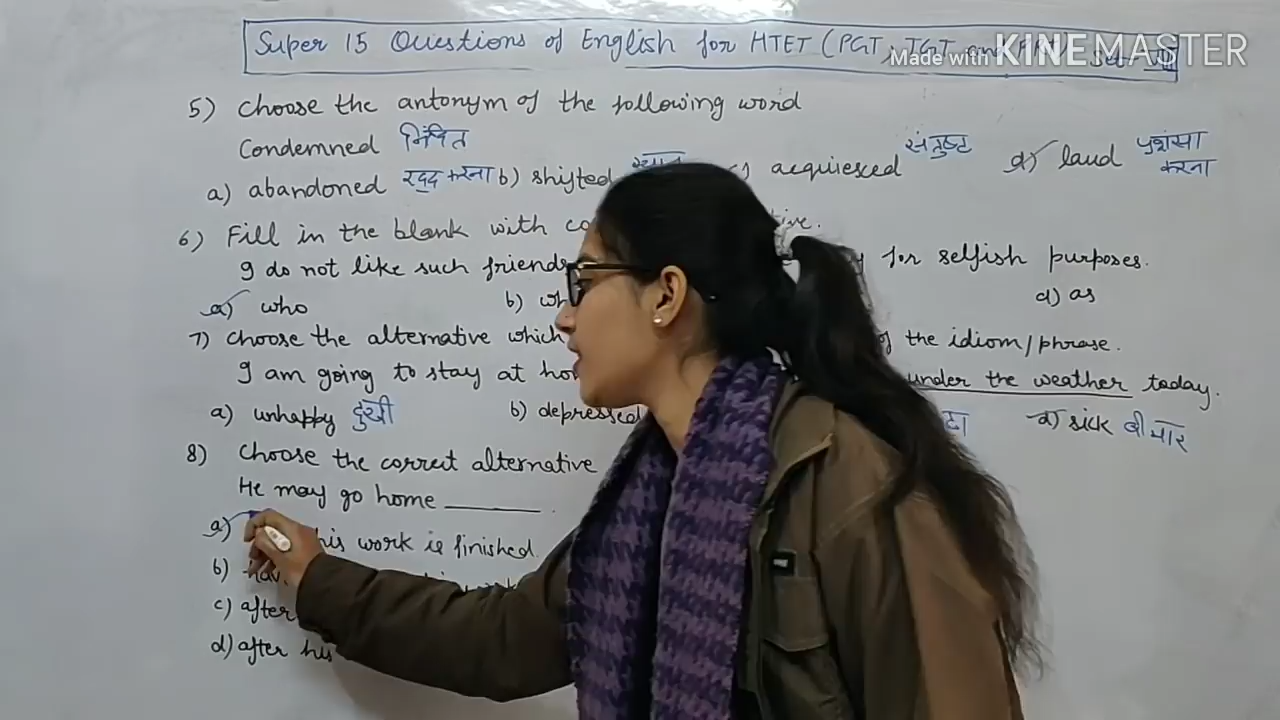 Super 15 Questions of English for HTET (PGT, TGT and
Made with KINEMASTER
5) Choose the antonym of the following word
Condemned निंदित
a) abandoned रद्द करना b) shifted acquiesced संतुष्ट d) laud प्रशंसा करना
6) Fill in the blank with
I do not like such friends for selfish purposes.
a) who b) d) as
7) Choose the alternative which of the idiom/phrase.
I am going to stay at under the weather today.
a) unhappy दुःखी b) depressed d) sick बीमार
8) Choose the correct alternative
He may go home ______.
a) his work is finished.
b)
c) after
d) after his